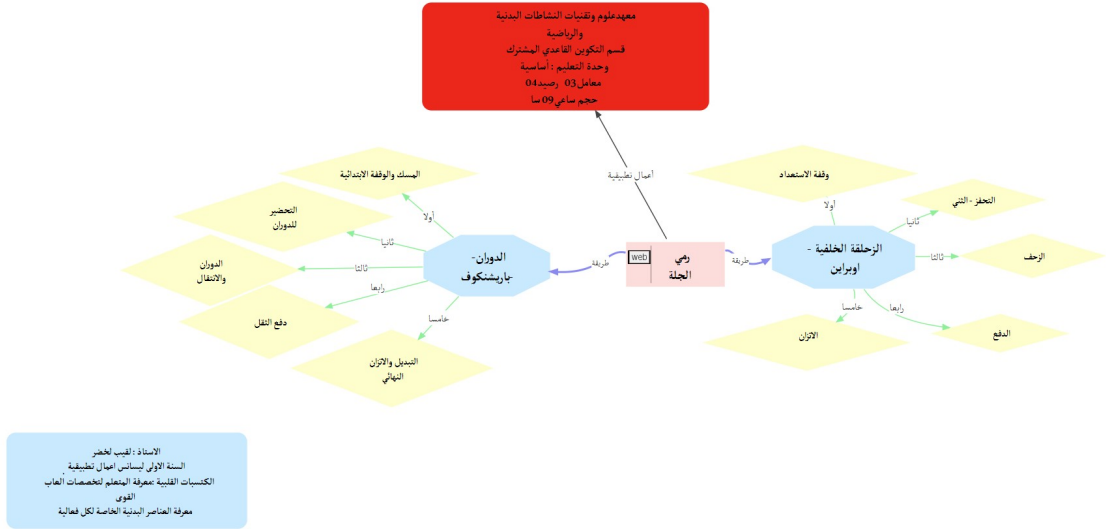 معهدعلوم وتقنيات النشاطات البدنية
والرياضية
قسم التكوين القاعدي المشترك
وحدة التعليم : أساسية
معامل03 رصيد04
حجم ساعي09 سا
أعمال تطبيقية
رمي
الجلة
web
طريقة
الزحلقة الخلفية -
اوبراين
أولا
وقفة الاستعداد
ثانيا
التحفز - الثني
ثالثا
الزحف
رابعا
الدفع
خامسا
الاتزان
طريقة
الدوران-
باريشنكوف-
أولا
المسك والوقفة الابتدائية
ثانيا
التحضير
للدوران
ثالثا
الدوران
والانتقال
رابعا
دفع الثقل
خامسا
التبديل والاتزان
النهائي
الاستاذ : لقيب لخضر
السنة الاولى ليسانس اعمال تطبيقية
الكتسبات القلبية :معرفة المتعلم لتخصصات ألعاب
القوى
معرفة العناصر البدنية الخاصة لكل فعالية